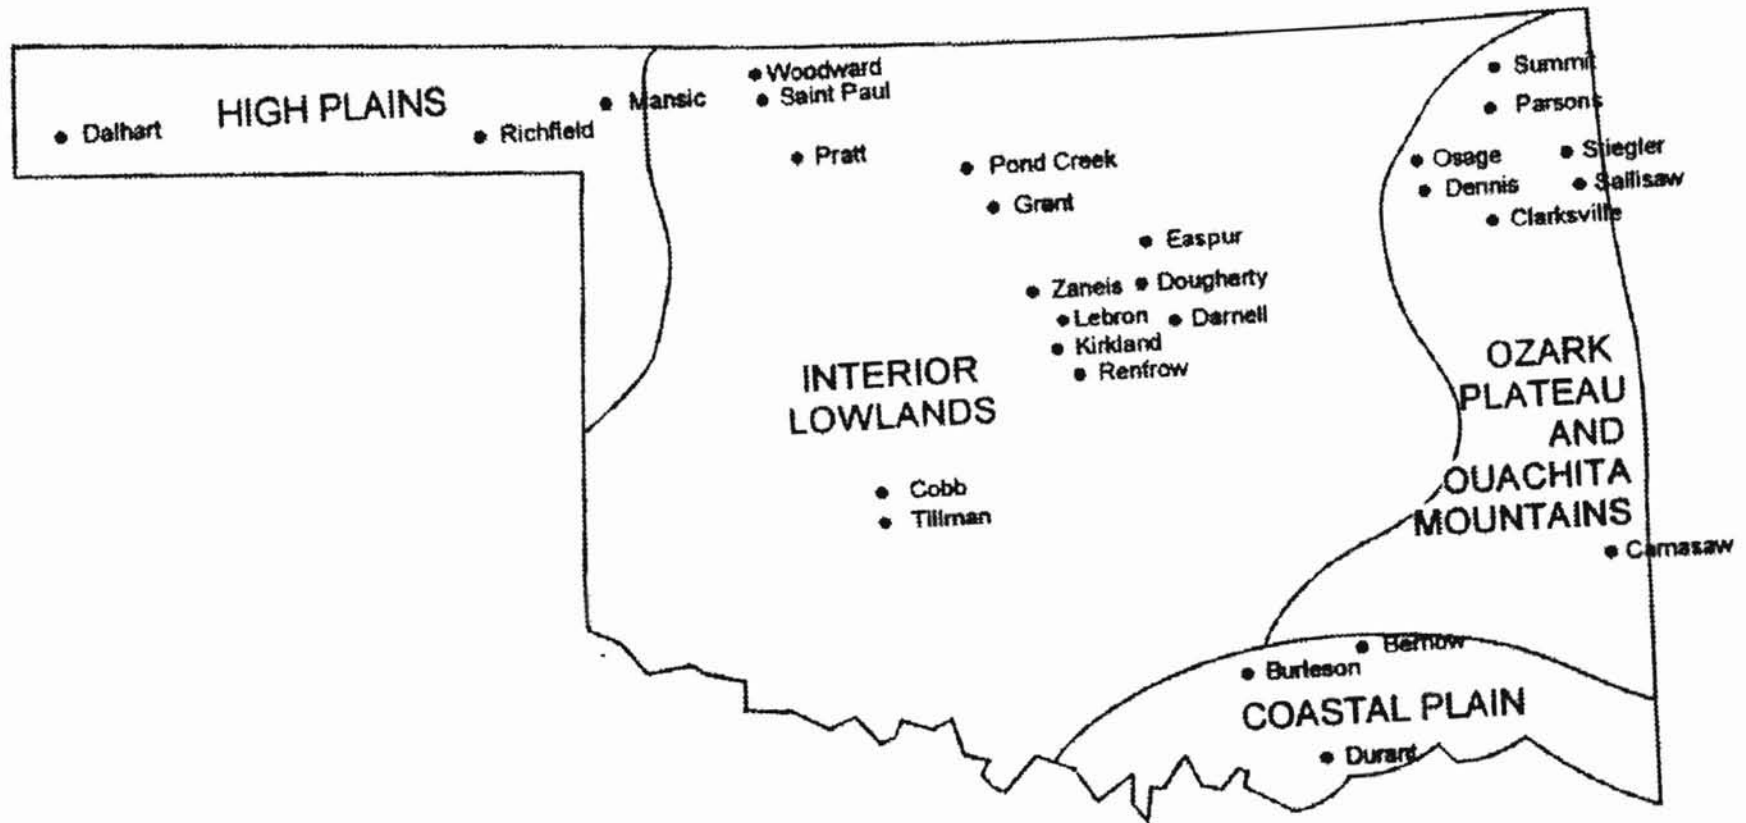 HIGH PLAINS
Dalhart
Richfield
Mansic
Woodward
Saint Paul
Pratt
Pond Creek
Grant
Easpur
Zaneis
Dougherty
Lebron
Darnell
Kirkland
Renfrow
INTERIOR
LOWLANDS
Cobb
Tillman
Summit
Parsons
Osage
Stiegler
Dennis
Sallisaw
Clarksville
OZARK
PLATEAU
AND
OUACHITA
MOUNTAINS
Carnasaw
Bernow
Burleson
COASTAL PLAIN
Durant